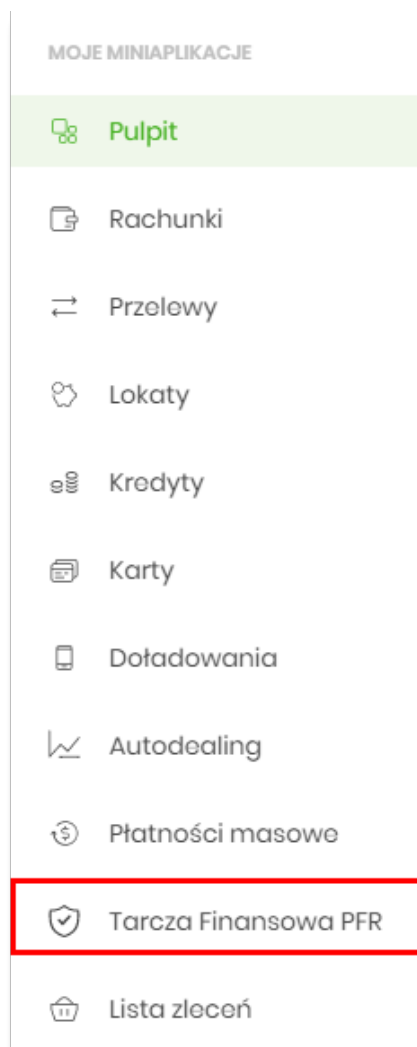 MOJE MINIAPLIKACJE
Pulpit
Rachunki
Przelewy
Lokaty
Kredyty
Karty
Doładowania
Autodealing
Płatności masowe
Tarcza Finansowa PFR
Lista zleceń